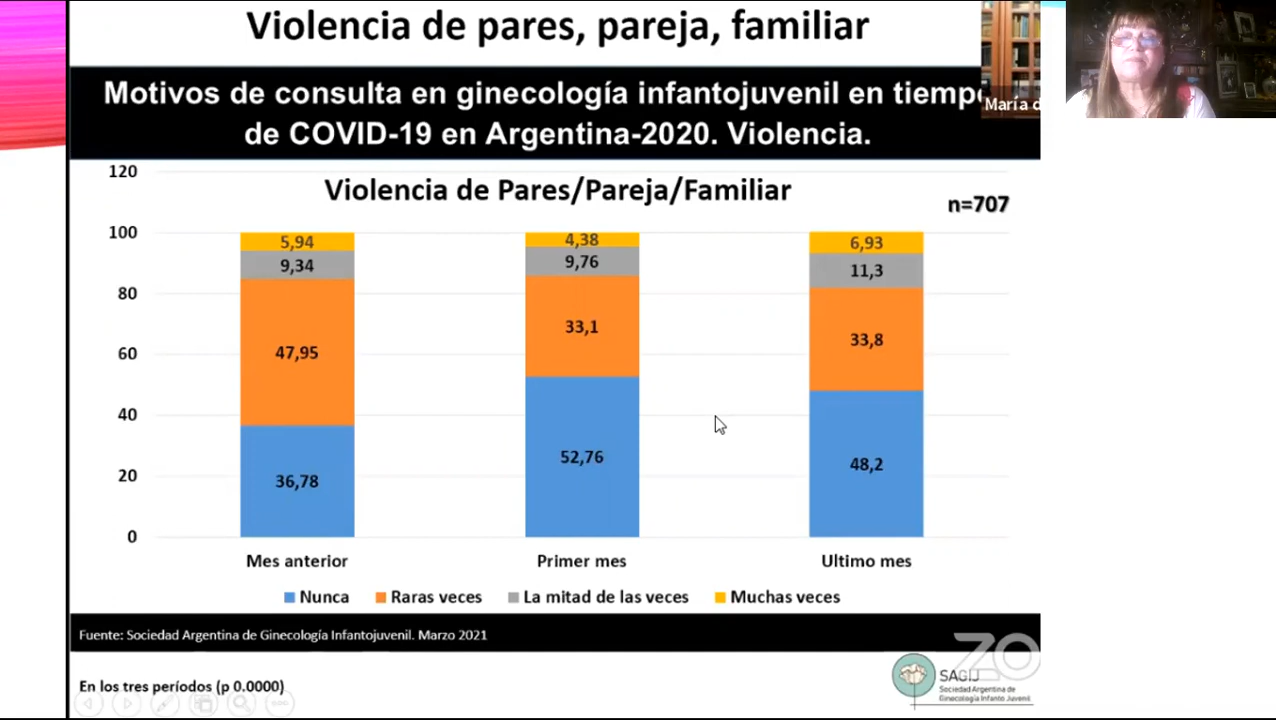 Violencia de pares, pareja, familiar
Motivos de consulta en ginecología infantojuvenil en tiemp
de COVID-19 en Argentina-2020. Violencia.
María d
120
Violencia de Pares/Pareja/Familiar
n=707
100
80
60
40
20
0
5,94
9,34
47,95
36,78
4,38
9,76
33,1
52,76
6,93
11,3
33,8
48,2
Mes anterior
Primer mes
Ultimo mes
Nunca
Raras veces
La mitad de las veces
Muchas veces
Fuente: Sociedad Argentina de Ginecología Infantojuvenil. Marzo 2021
ZO
En los tres períodos (p 0.0000)
SAGIJ
Sociedad Argentina de
Ginecología Infanto Juvenil